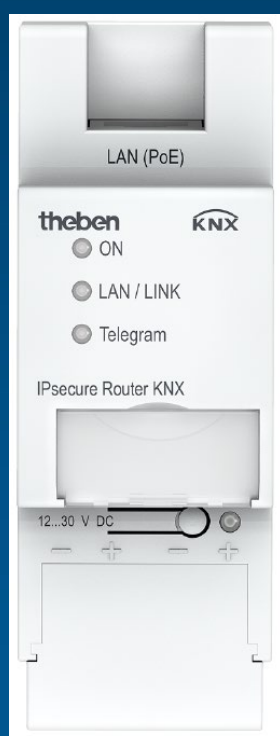 LAN (PoE)
theben KNX
ON
LAN / LINK
Telegram
IPsecure Router KNX
12...30 V DC
− + − +